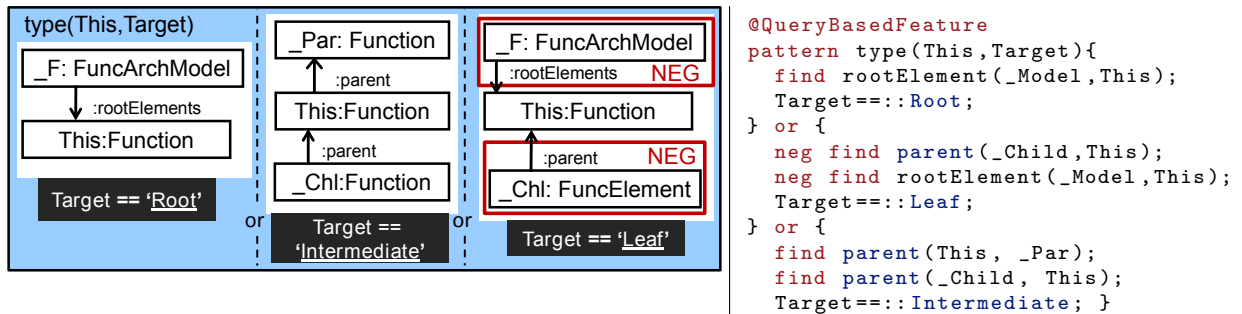 type(This,Target)
_F: FuncArchModel
:rootElements
This:Function
Target == ‘Root’
or
_Par: Function
:parent
This:Function
:parent
_Chl:Function
Target ==
‘Intermediate’
or
_F: FuncArchModel
:rootElements NEG
This:Function
:parent NEG
_Chl: FuncElement
Target == ‘Leaf’
@QueryBasedFeature
pattern type(This,Target){
find rootElement(_Model,This);
Target==::Root;
} or {
neg find parent(_Child,This);
neg find rootElement(_Model,This);
Target==::Leaf;
} or {
find parent(This, _Par);
find parent(_Child, This);
Target==::Intermediate; }